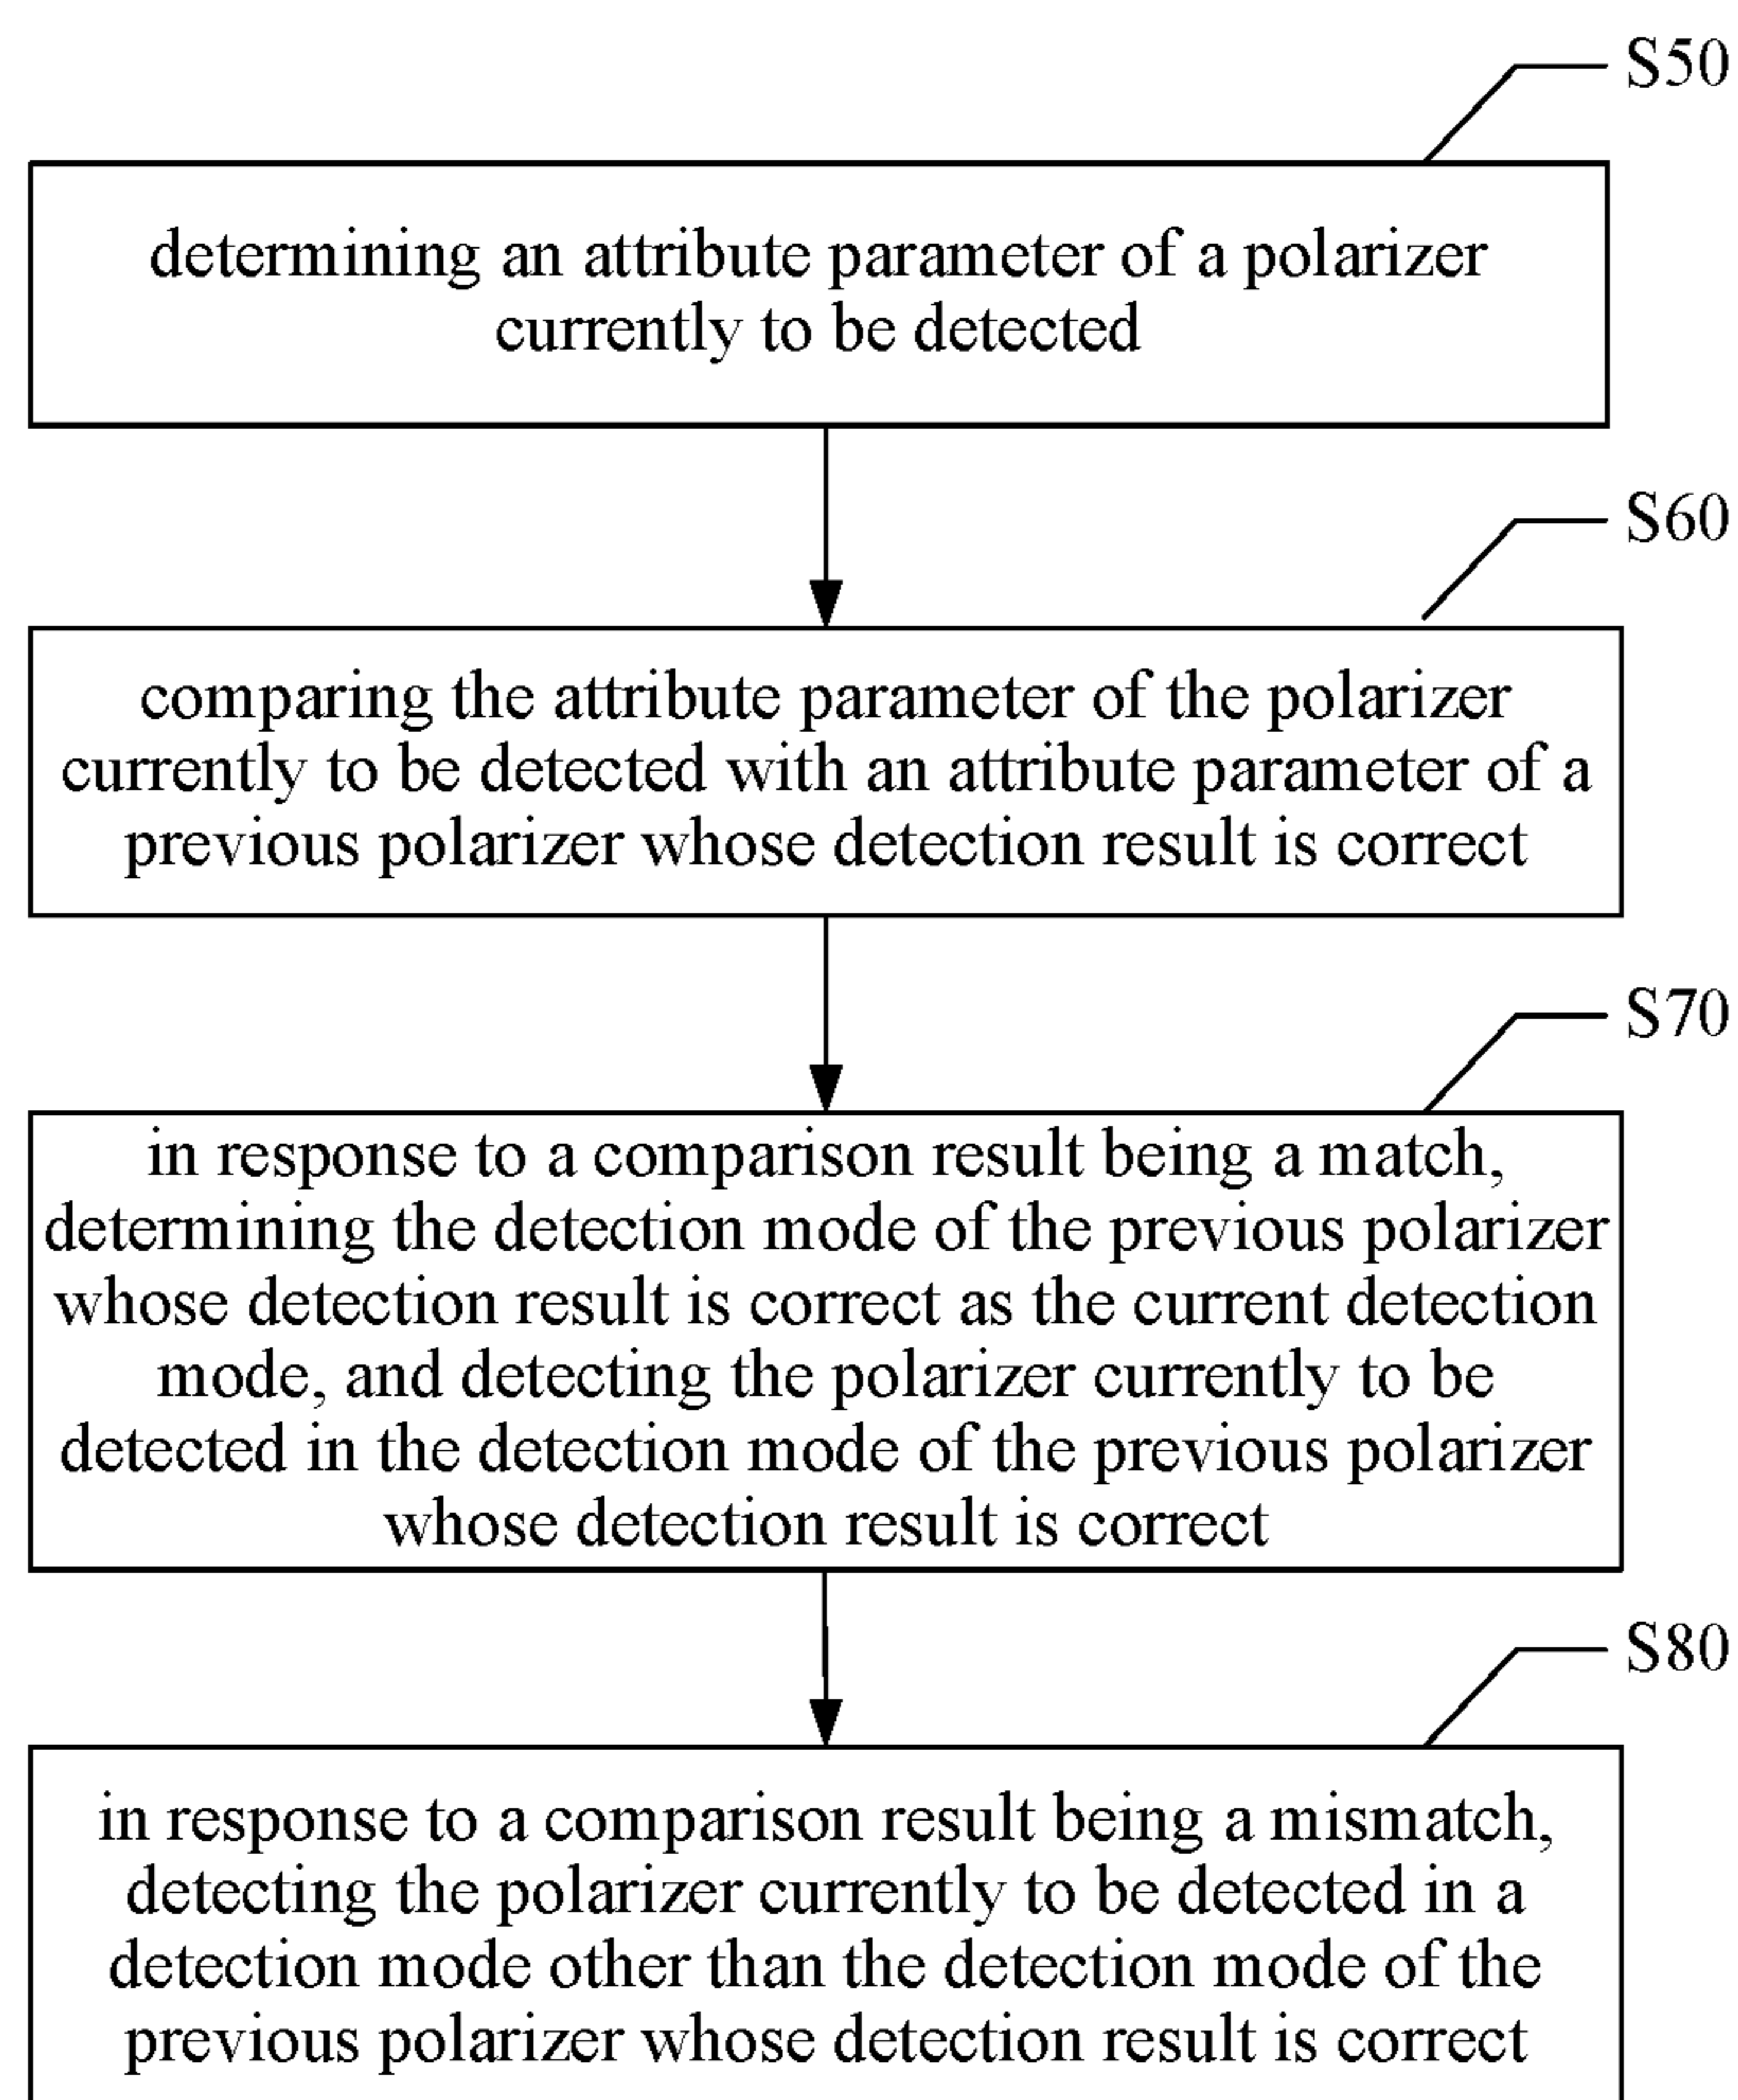 S50
determining an attribute parameter of a polarizer
currently to be detected
S60
comparing the attribute parameter of the polarizer
currently to be detected with an attribute parameter of a
previous polarizer whose detection result is correct
S70
in response to a comparison result being a match,
determining the detection mode of the previous polarizer
whose detection result is correct as the current detection
mode, and detecting the polarizer currently to be
detected in the detection mode of the previous polarizer
whose detection result is correct
S80
in response to a comparison result being a mismatch,
detecting the polarizer currently to be detected in a
detection mode other than the detection mode of the
previous polarizer whose detection result is correct